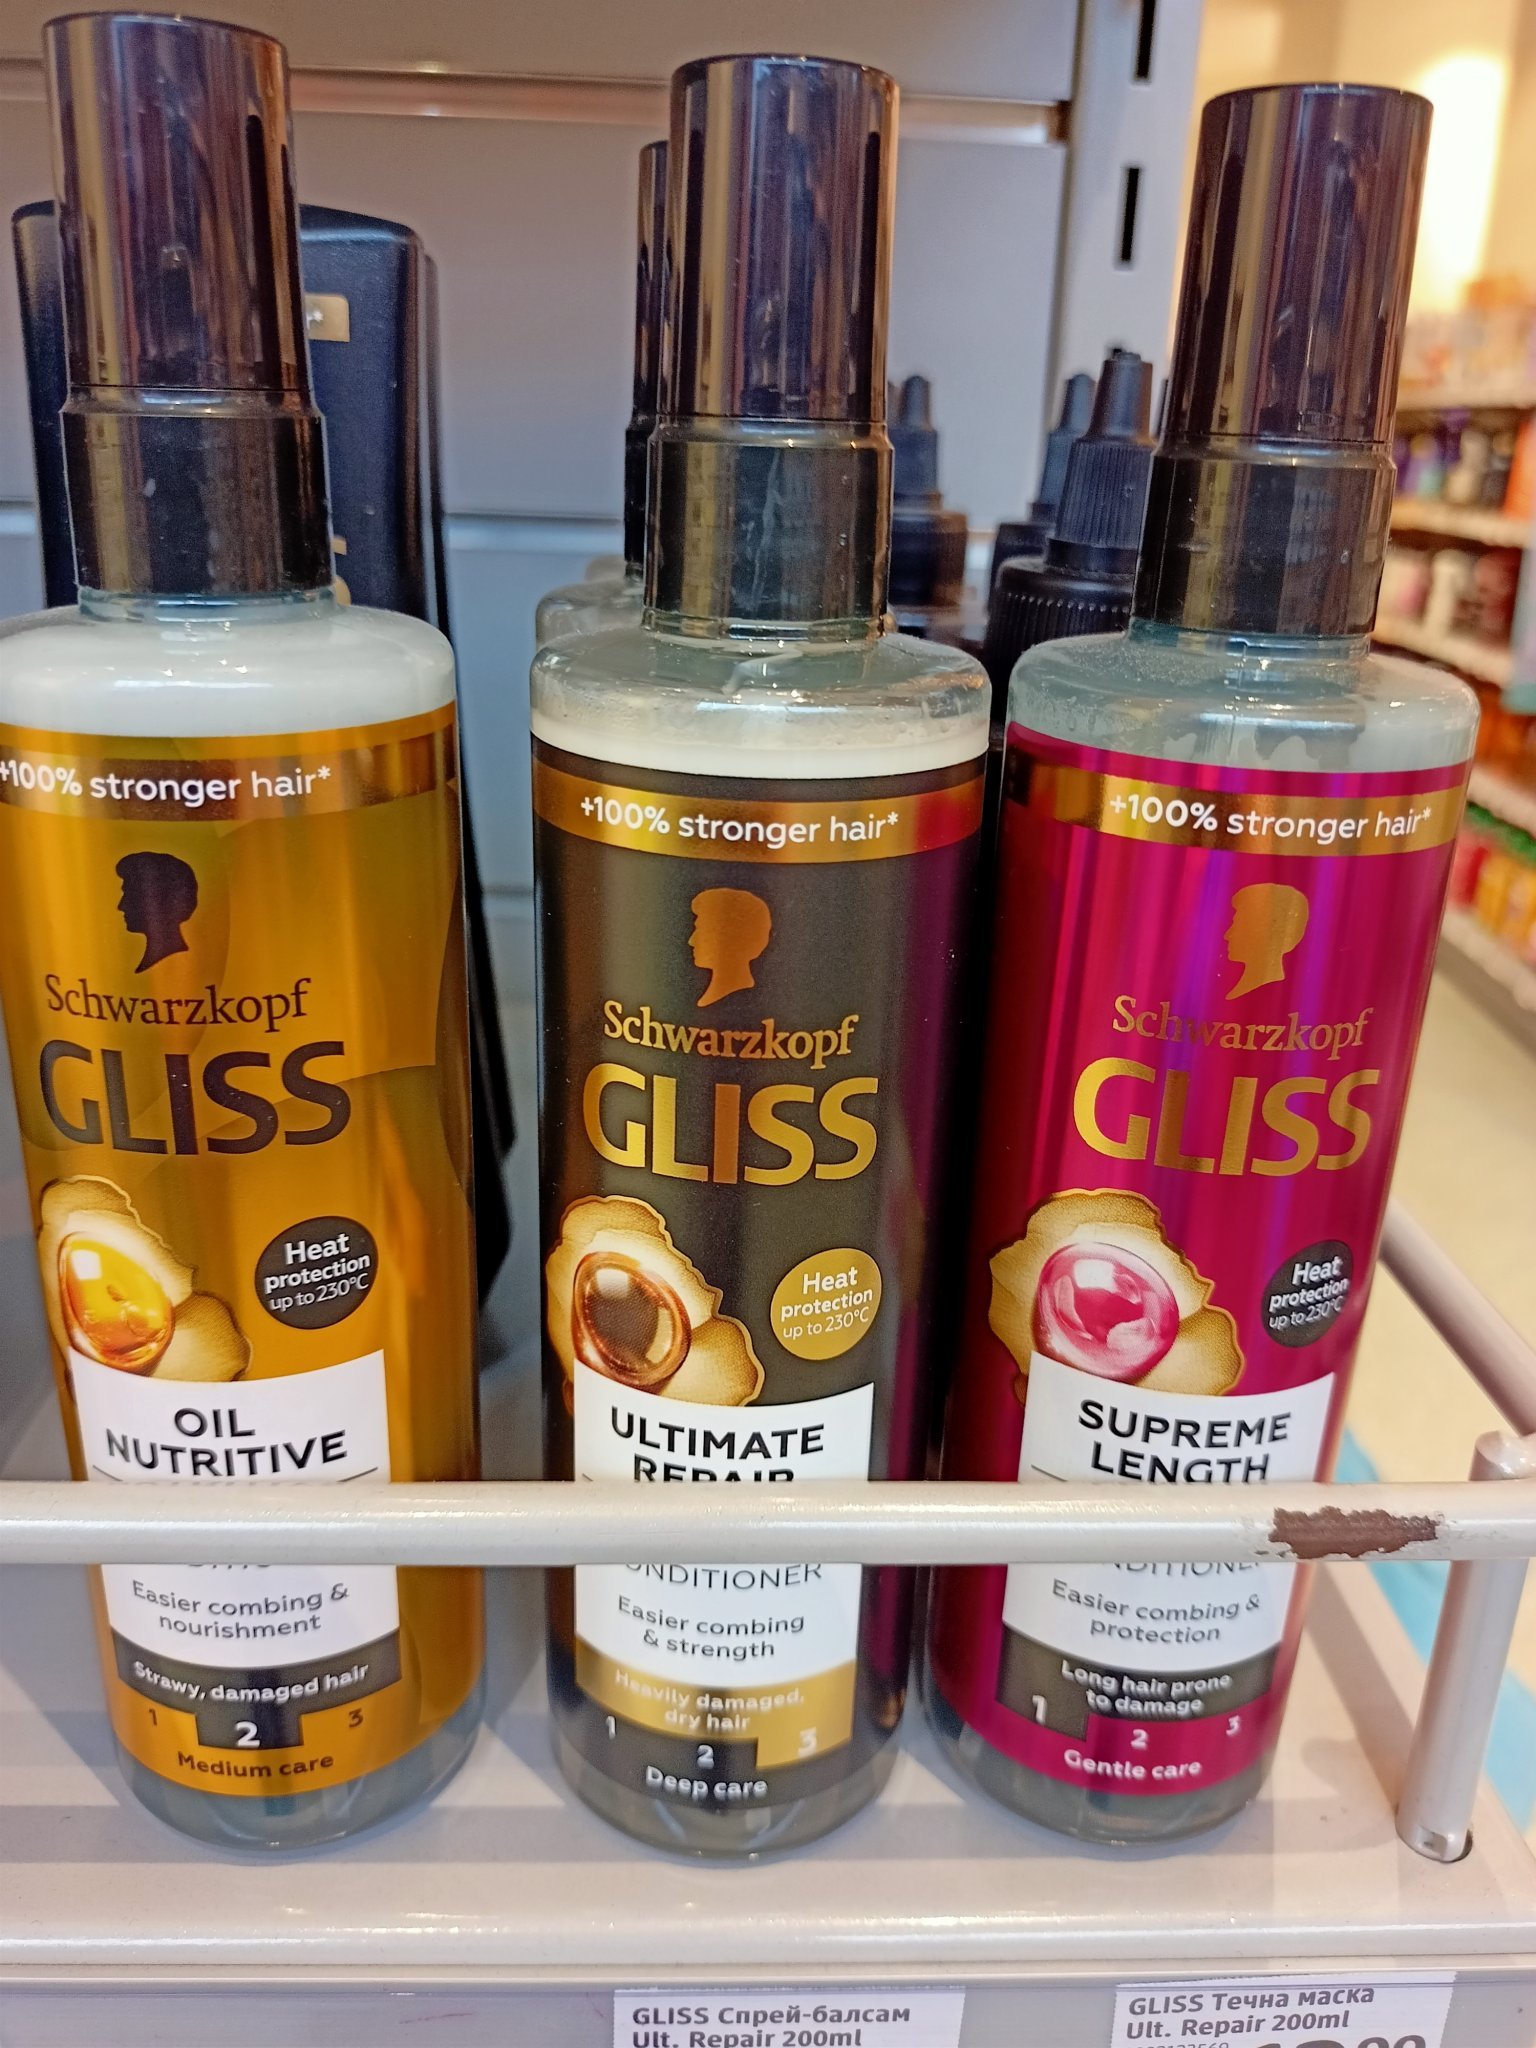 +100% stronger hair*
Schwarzkopf
GLISS
Heat
protection
up to 230°C
OIL
NUTRITIVE
Easier combing &
nourishment
Strawy, damaged hair
1 2 3
Medium care
+100% stronger hair*
Schwarzkopf
GLISS
Heat
protection
up to 230°C
ULTIMATE
REPAIR
CONDITIONER
Easier combing
& strength
Heavily damaged,
dry hair
1 2 3
Deep care
+100% stronger hair*
Schwarzkopf
GLISS
Heat
protection
up to 230°C
SUPREME
LENGTH
CONDITIONER
Easier combing &
protection
Long hair prone
to damage
1 2 3
Gentle care
GLISS Спрей-балсам
Ult. Repair 200ml
GLISS Течна маска
Ult. Repair 200ml